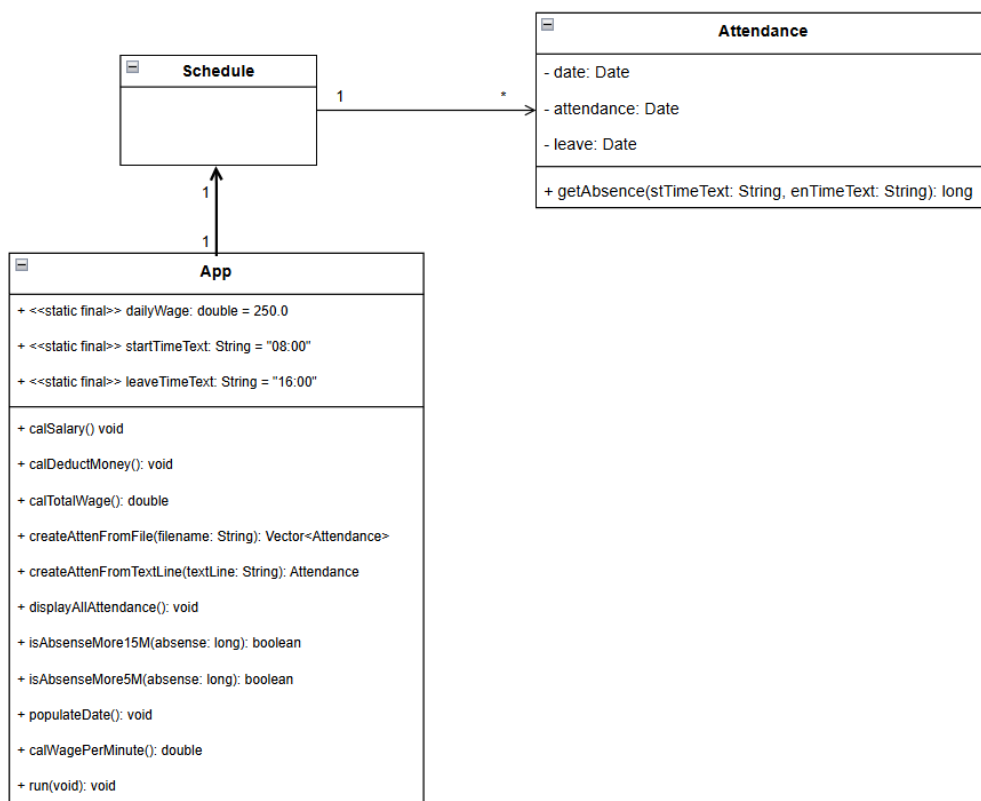 Attendance
- date: Date
- attendance: Date
- leave: Date
+ getAbsence(stTimeText: String, enTimeText: String): long
Schedule
1
*
1
1
App
+ <<static final>> dailyWage: double = 250.0
+ <<static final>> startTimeText: String = "08:00"
+ <<static final>> leaveTimeText: String = "16:00"
+ calSalary() void
+ calDeductMoney(): void
+ calTotalWage(): double
+ createAttenFromFile(filename: String): Vector<Attendance>
+ createAttenFromTextLine(textLine: String): Attendance
+ displayAllAttendance(): void
+ isAbsenseMore15M(absense: long): boolean
+ isAbsenseMore5M(absense: long): boolean
+ populateDate(): void
+ calWagePerMinute(): double
+ run(void): void